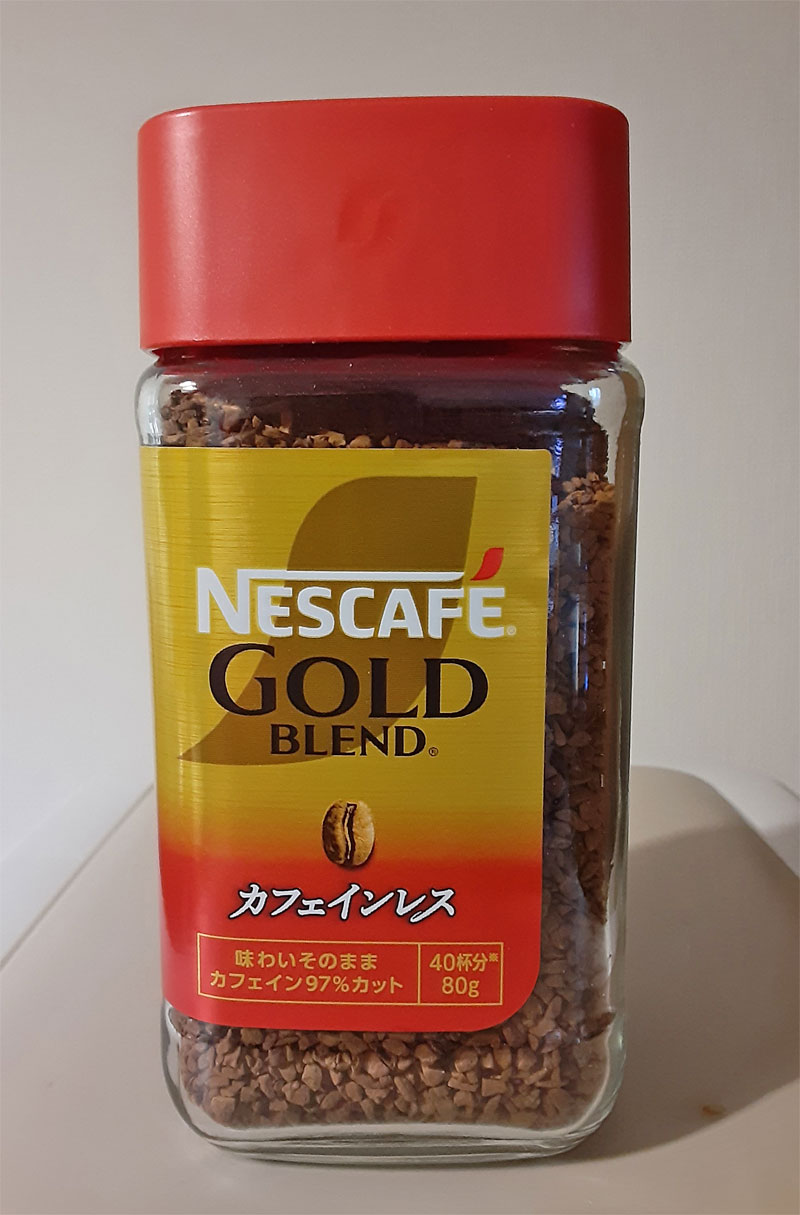 NESCAFÉ®
GOLD
BLEND®
カフェインレス
味わいそのまま
カフェイン97%カット
40杯分※
80g